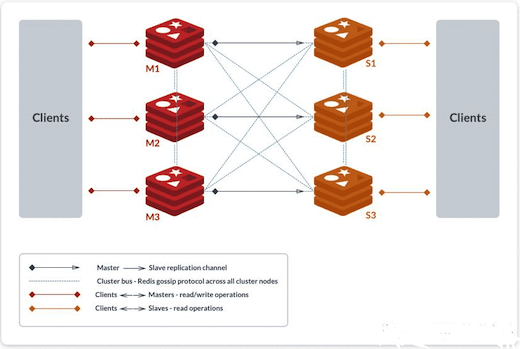 M1
S1
Clients
Clients
M2
S2
M3
S3
Master
Slave replication channel
Cluster bus - Redis gossip protocol across all cluster nodes
Clients
Masters - read/write operations
Clients
Slaves - read operations